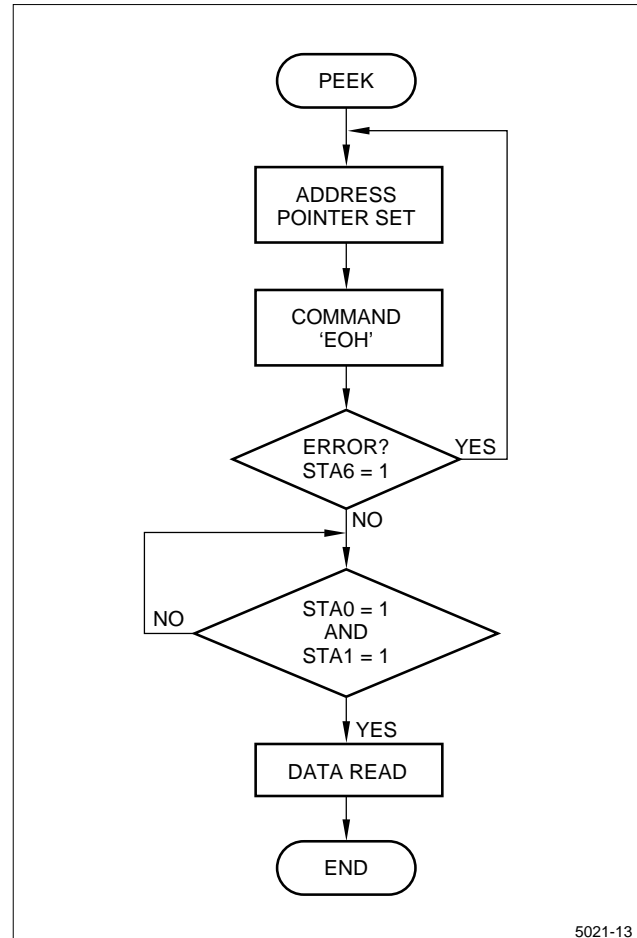 PEEK
ADDRESS
POINTER SET
COMMAND
‘EOH’
ERROR?
STA6 = 1
YES
NO
STA0 = 1
AND
STA1 = 1
NO
YES
DATA READ
END
5021-13